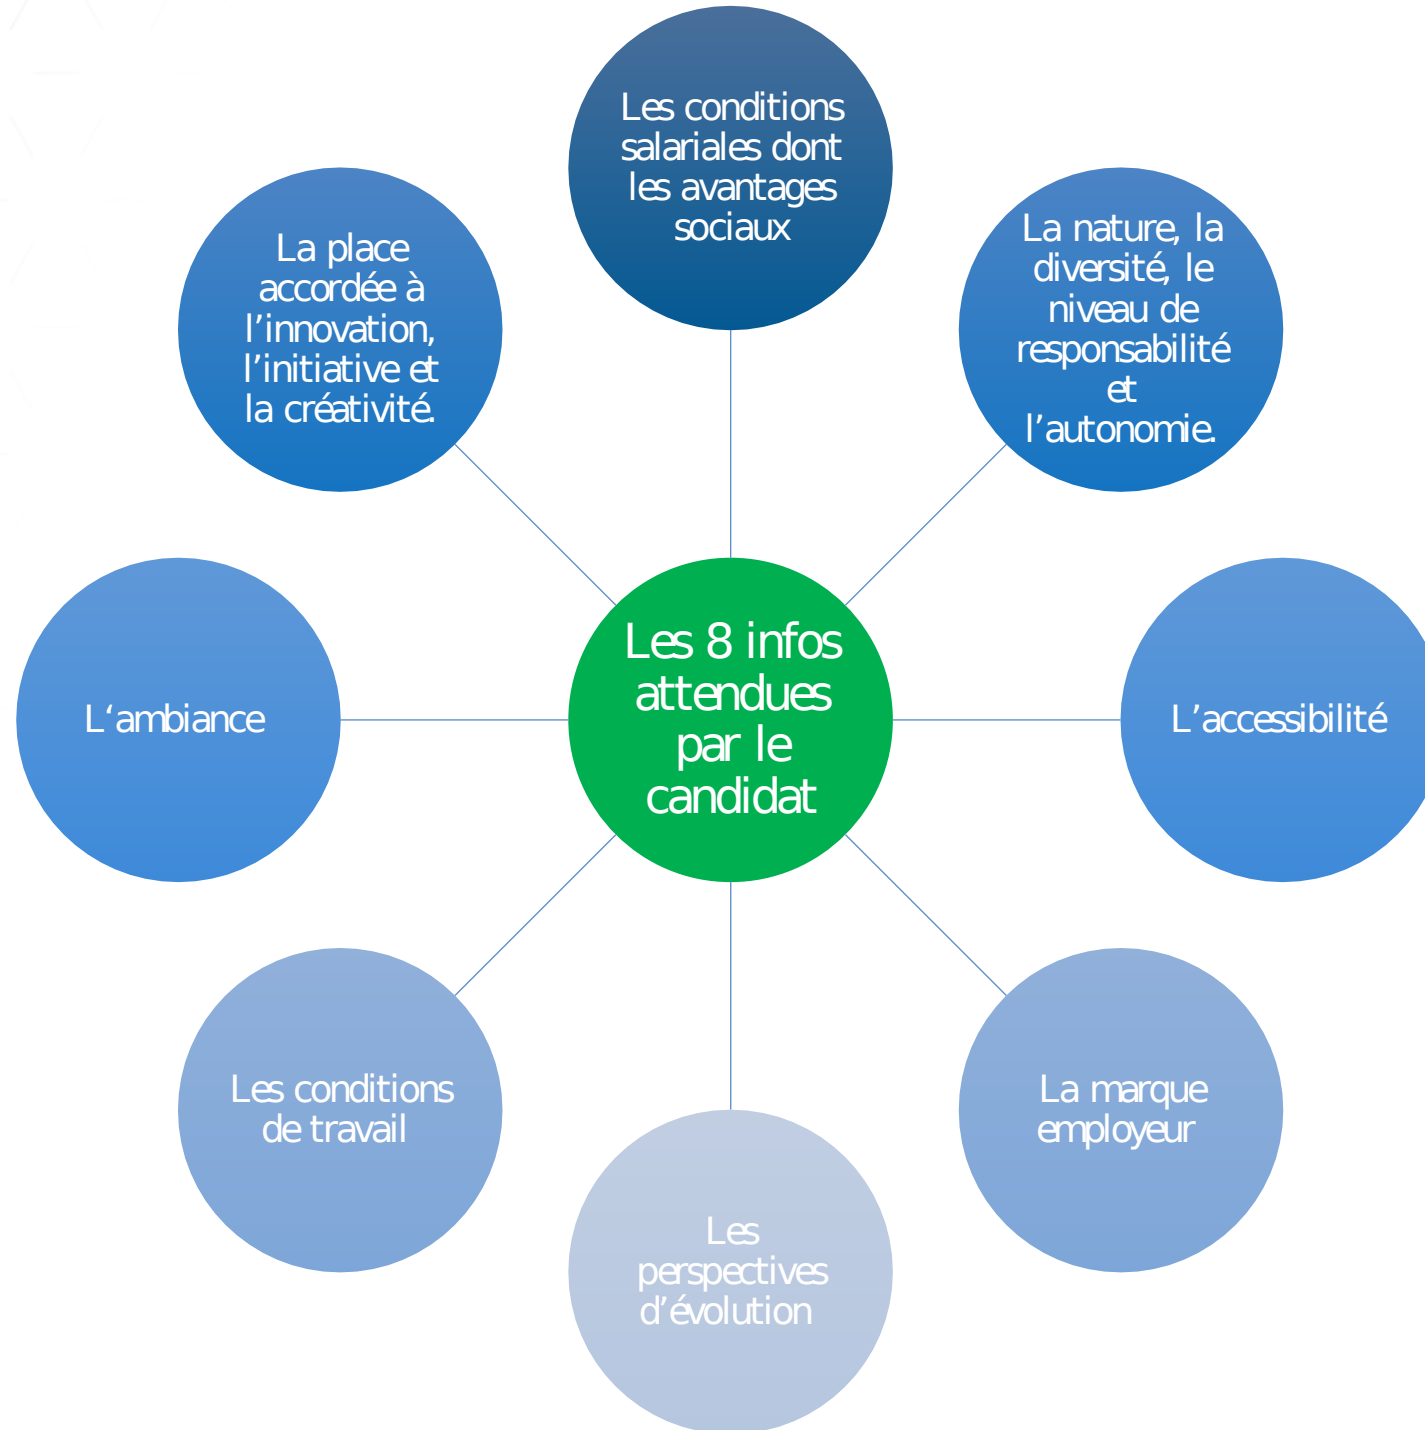 Les conditions
salariales dont
les avantages
sociaux
La nature, la
diversité, le
niveau de
responsabilité
et
l’autonomie.
L’accessibilité
La marque
employeur
Les
perspectives
d’évolution
Les conditions
de travail
L‘ambiance
La place
accordée à
l’innovation,
l’initiative et
la créativité.
Les 8 infos
attendues
par le
candidat